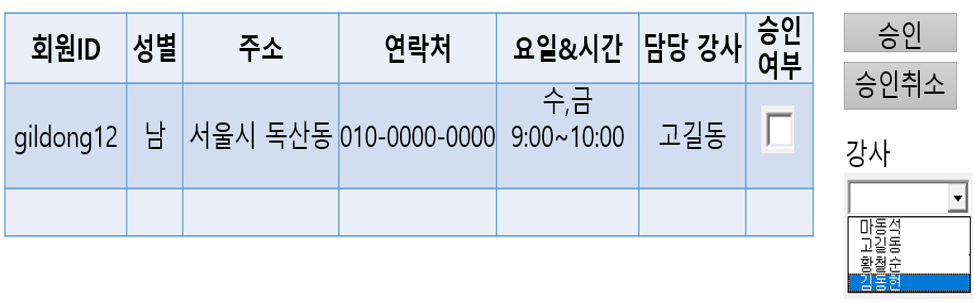 회원ID 성별 주소 연락처 요일&시간 담당 강사 승인 여부
gildong12 남 서울시 독산동 010-0000-0000 수,금 9:00~10:00 고길동
승인
승인취소
강사
마동석
고길동
황철순
김동현